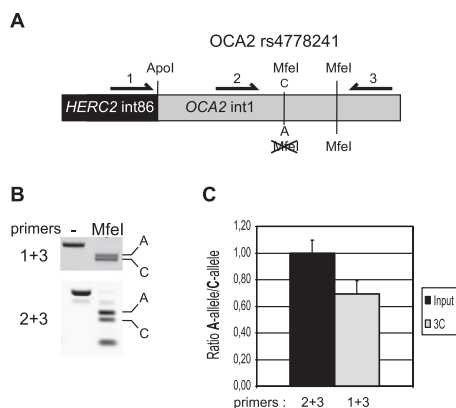 A
OCA2 rs4778241
ApoI MfeI MfeI
1 2 C 3
HERC2 int86 OCA2 int1
A
MfeI MfeI
B
primers - MfeI
A
1+3
C
A
2+3
C
C
Ratio A-allele/C-allele
1,20
1,00
0,80
0,60
0,40
0,20
0,00
Input
3C
primers : 2+3 1+3